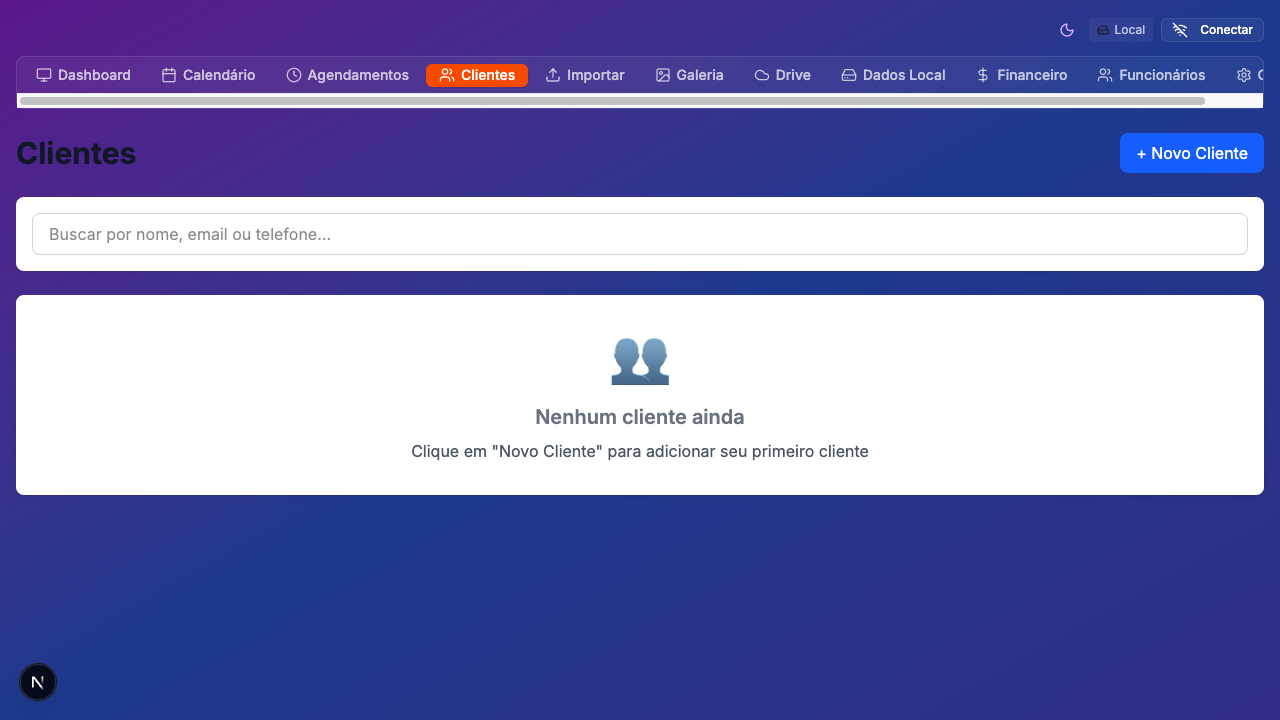 Local
Conectar
Dashboard
Calendário
Agendamentos
Clientes
Importar
Galeria
Drive
Dados Local
Financeiro
Funcionários
Clientes
+ Novo Cliente
Buscar por nome, email ou telefone...
Nenhum cliente ainda
Clique em "Novo Cliente" para adicionar seu primeiro cliente
N